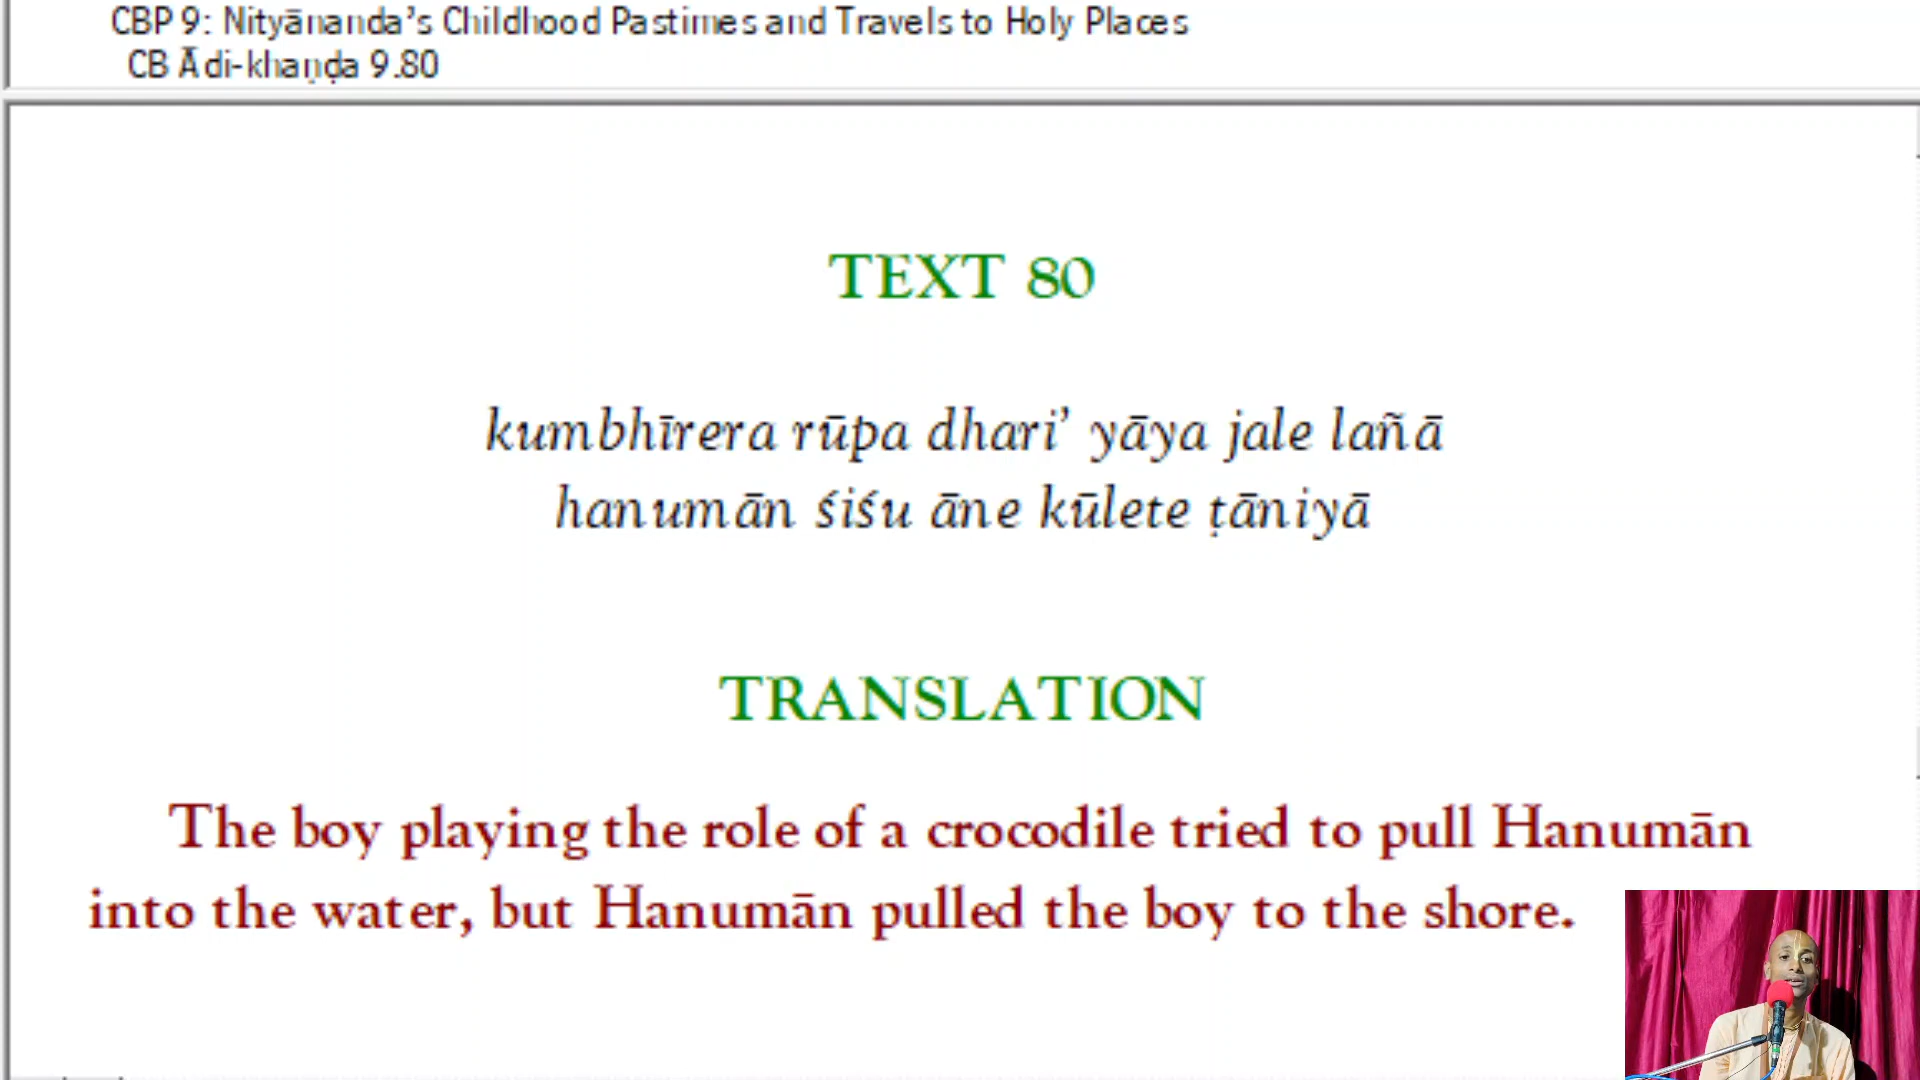 CBP 9: Nityānanda’s Childhood Pastimes and Travels to Holy Places
CB Ādi-khaṇḍa 9.80
TEXT 80
kumbhīrera rūpa dhari’ yāya jale lañā
hanumān śiśu āne kūlete ṭāniyā
TRANSLATION
The boy playing the role of a crocodile tried to pull Hanumān
into the water, but Hanumān pulled the boy to the shore.